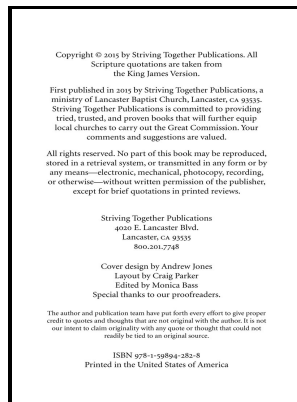 Copyright © 2015 by Striving Together Publications. All
Scripture quotations are taken from
the King James Version.
First published in 2015 by Striving Together Publications, a
ministry of Lancaster Baptist Church, Lancaster, CA 93535.
Striving Together Publications is committed to providing
tried, trusted, and proven books that will further equip
local churches to carry out the Great Commission. Your
comments and suggestions are valued.
All rights reserved. No part of this book may be reproduced,
stored in a retrieval system, or transmitted in any form or by
any means—electronic, mechanical, photocopy, recording,
or otherwise—without written permission of the publisher,
except for brief quotations in printed reviews.
Striving Together Publications
4020 E. Lancaster Blvd.
Lancaster, CA 93535
800.201.7748
Cover design by Andrew Jones
Layout by Craig Parker
Edited by Monica Bass
Special thanks to our proofreaders.
The author and publication team have put forth every effort to give proper
credit to quotes and thoughts that are not original with the author. It is not
our intent to claim originality with any quote or thought that could not
readily be tied to an original source.
ISBN 978-1-59894-282-8
Printed in the United States of America